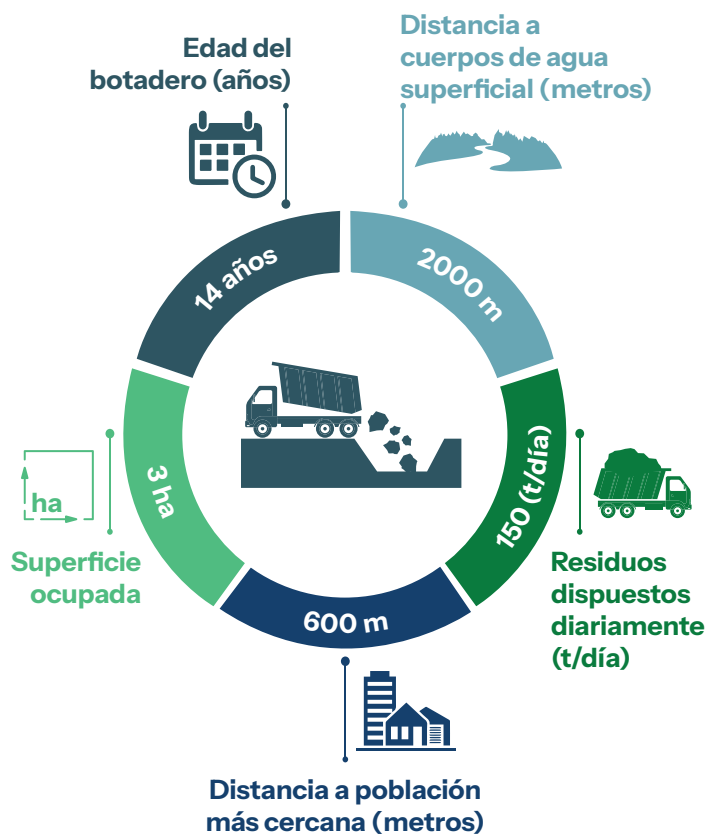 Edad del
botadero (años)
Distancia a
cuerpos de agua
superficial (metros)
14 años
2000 m
3 ha
150 (t/día)
600 m
ha
Superficie
ocupada
Residuos
dispuestos
diariamente
(t/día)
Distancia a población
más cercana (metros)